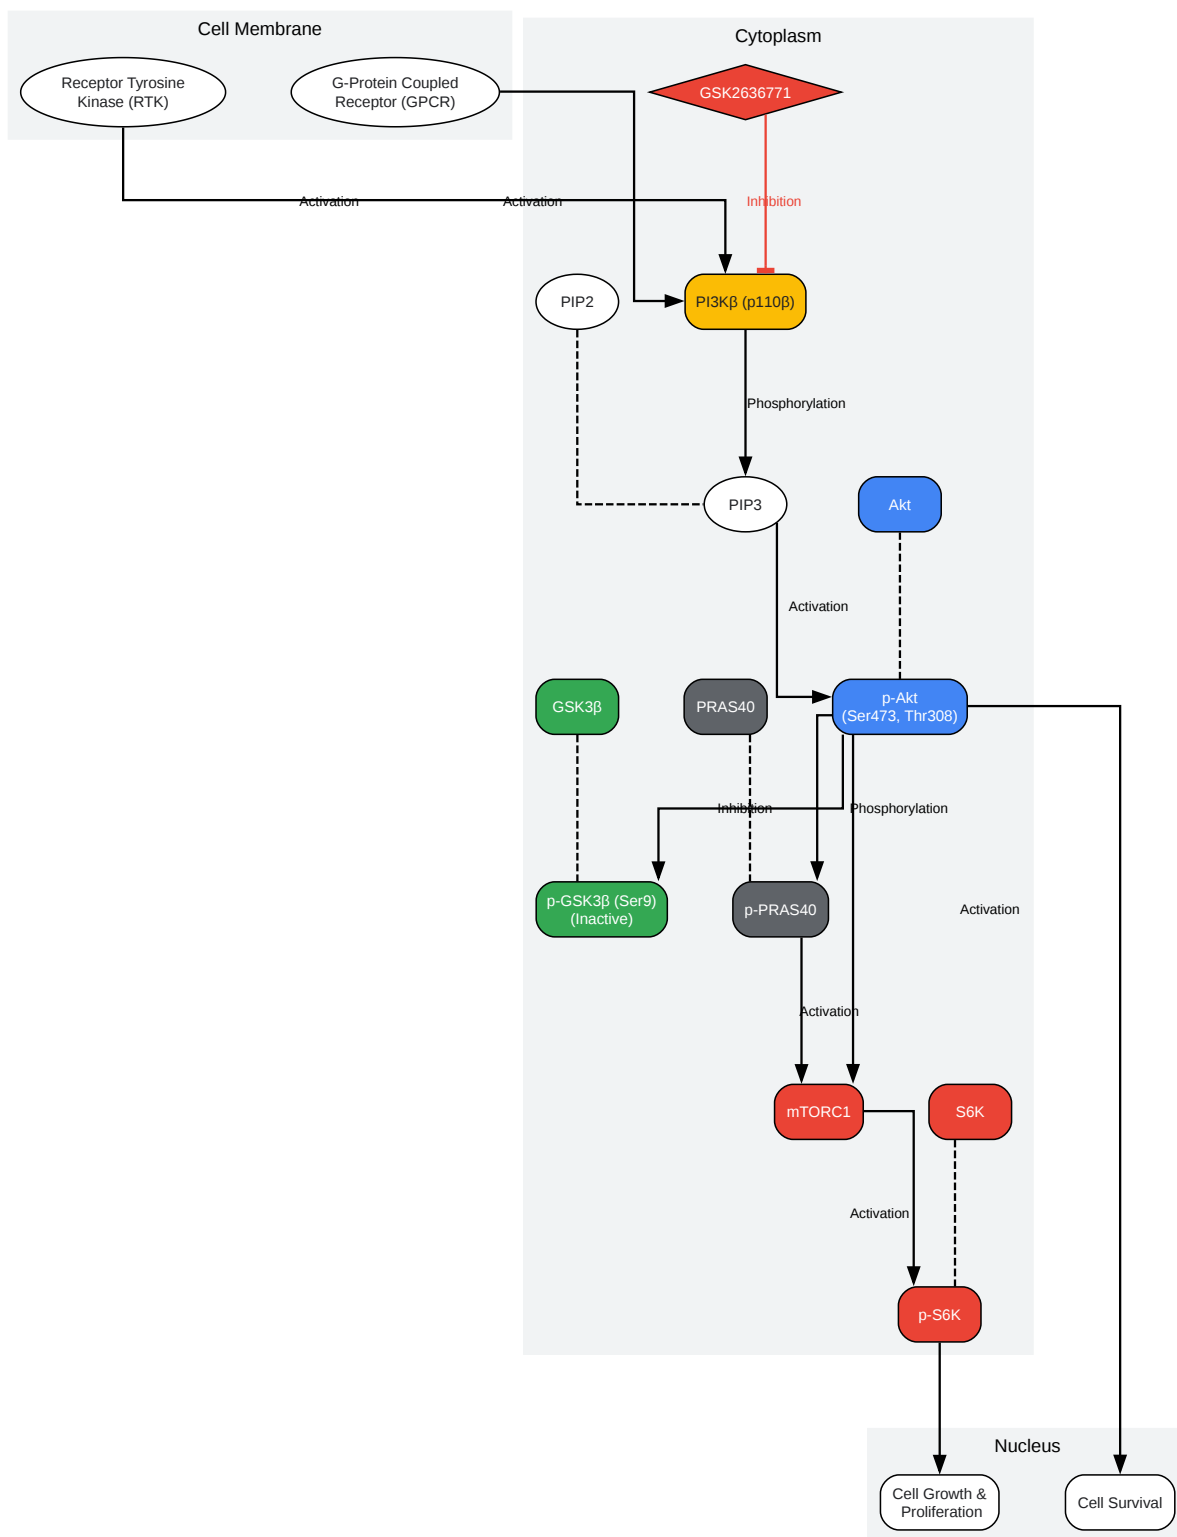 Cell Membrane
Cytoplasm
Receptor Tyrosine
Kinase (RTK)
G-Protein Coupled
Receptor (GPCR)
GSK2636771
Activation
Activation
Inhibition
PIP2
PI3Kβ (p110β)
Phosphorylation
PIP3
Akt
Activation
GSK3β
PRAS40
p-Akt
(Ser473, Thr308)
Inhibition
Phosphorylation
p-GSK3β (Ser9)
(Inactive)
p-PRAS40
Activation
Activation
mTORC1
S6K
Activation
p-S6K
Nucleus
Cell Growth &
Proliferation
Cell Survival